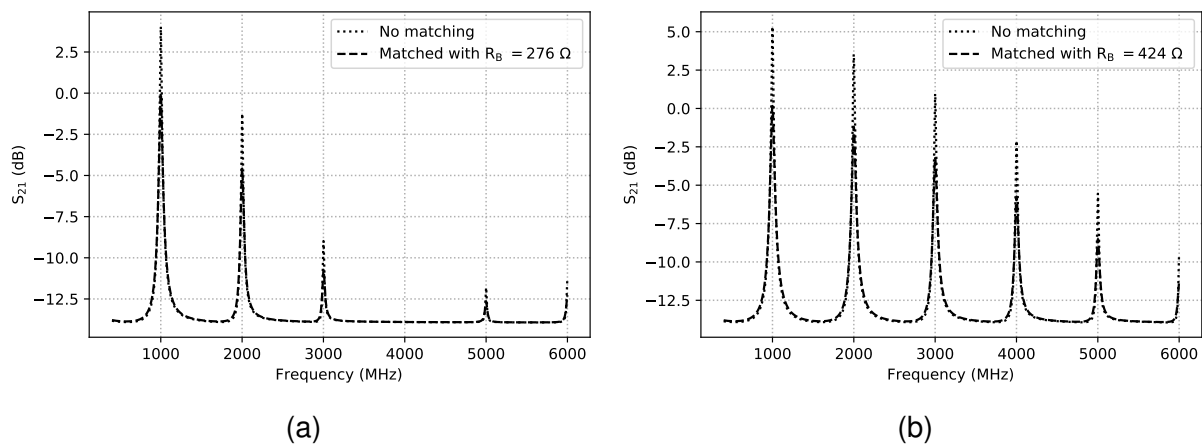 No matching
Matched with R_B = 276 Ω
S_21 (dB)
2.5
0.0
−2.5
−5.0
−7.5
−10.0
−12.5
1000 2000 3000 4000 5000 6000
Frequency (MHz)
(a)
No matching
Matched with R_B = 424 Ω
S_21 (dB)
5.0
2.5
0.0
−2.5
−5.0
−7.5
−10.0
−12.5
1000 2000 3000 4000 5000 6000
Frequency (MHz)
(b)